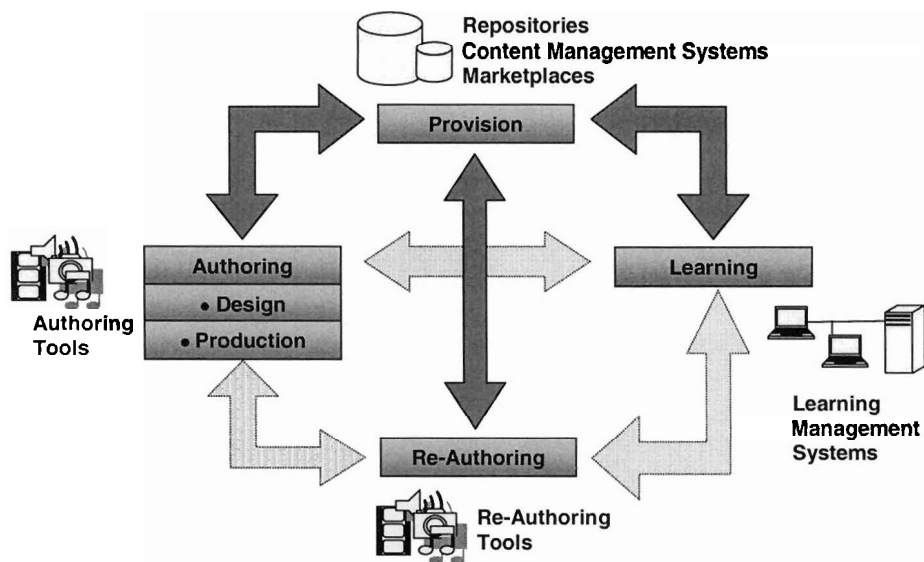 Repositories
Content Management Systems
Marketplaces
Provision
Authoring
• Design
• Production
Learning
Authoring
Tools
Learning
Management
Systems
Re-Authoring
Re-Authoring
Tools